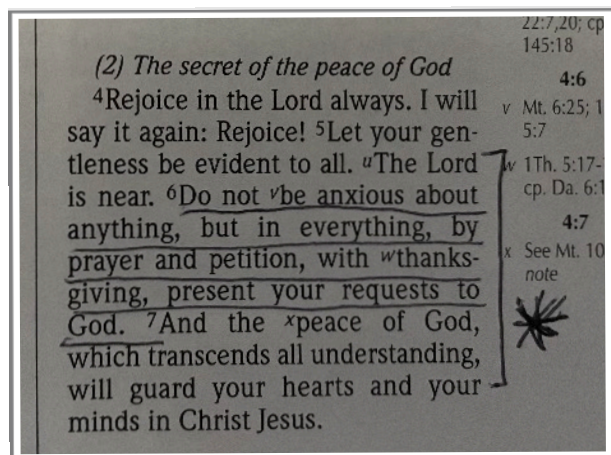 (2) The secret of the peace of God
4Rejoice in the Lord always. I will
say it again: Rejoice! 5Let your gen-
tleness be evident to all. uThe Lord
is near. 6Do not vbe anxious about
anything, but in everything, by
prayer and petition, with wthanks-
giving, present your requests to
God. 7And the xpeace of God,
which transcends all understanding,
will guard your hearts and your
minds in Christ Jesus.
22:7,20; cp
145:18
4:6
v Mt. 6:25; 1
5:7
w 1Th. 5:17-
cp. Da. 6:1
4:7
x See Mt. 10
note